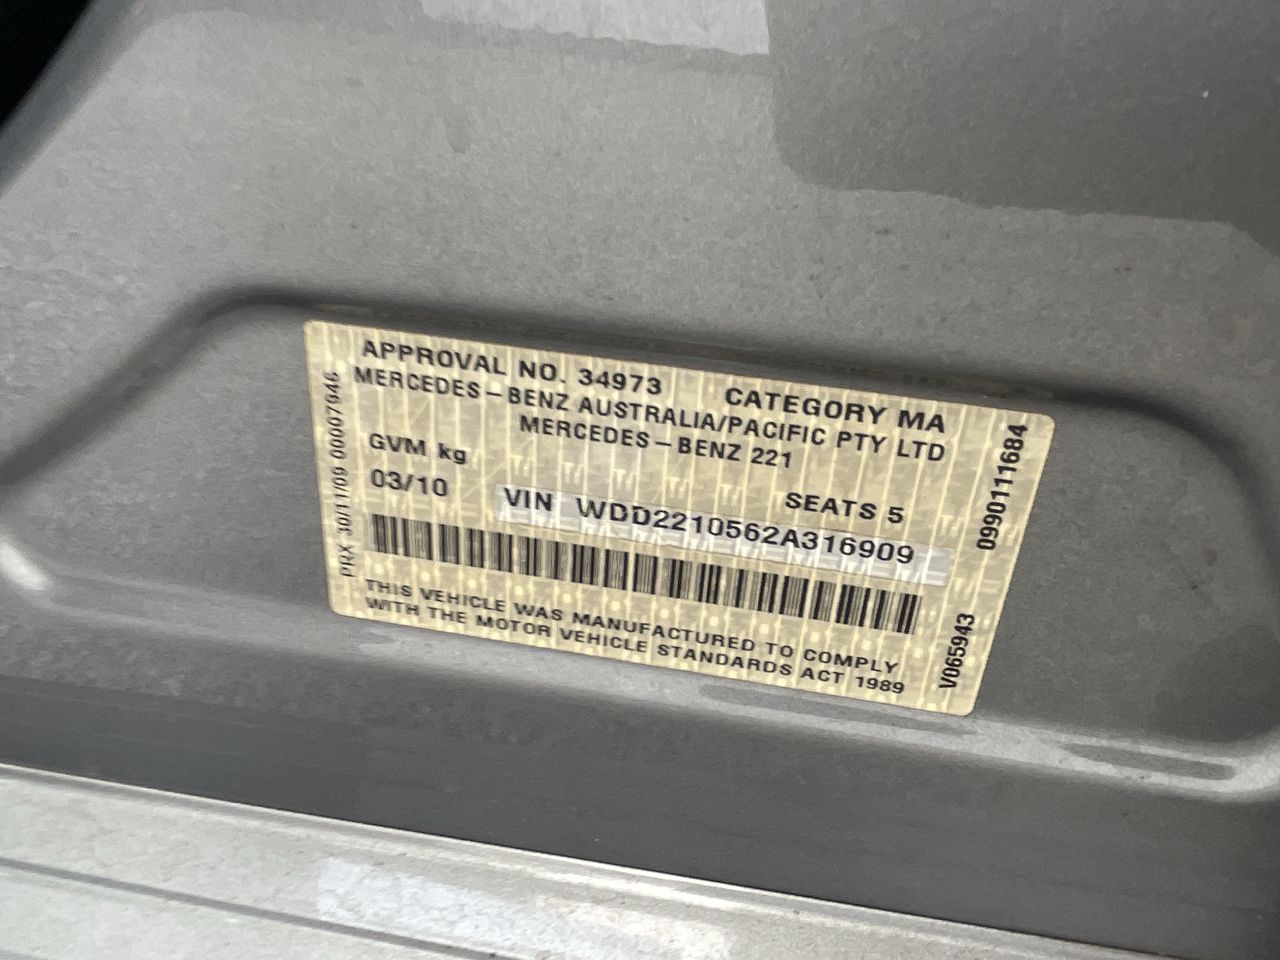 APPROVAL NO. 34973 CATEGORY MA
MERCEDES-BENZ AUSTRALIA/PACIFIC PTY LTD
MERCEDES-BENZ 221
GVM kg
03/10 SEATS 5
VIN WDD2210562A316909
THIS VEHICLE WAS MANUFACTURED TO COMPLY
WITH THE MOTOR VEHICLE STANDARDS ACT 1989
PRX 30/11/09 00007946
0990111684
V065943